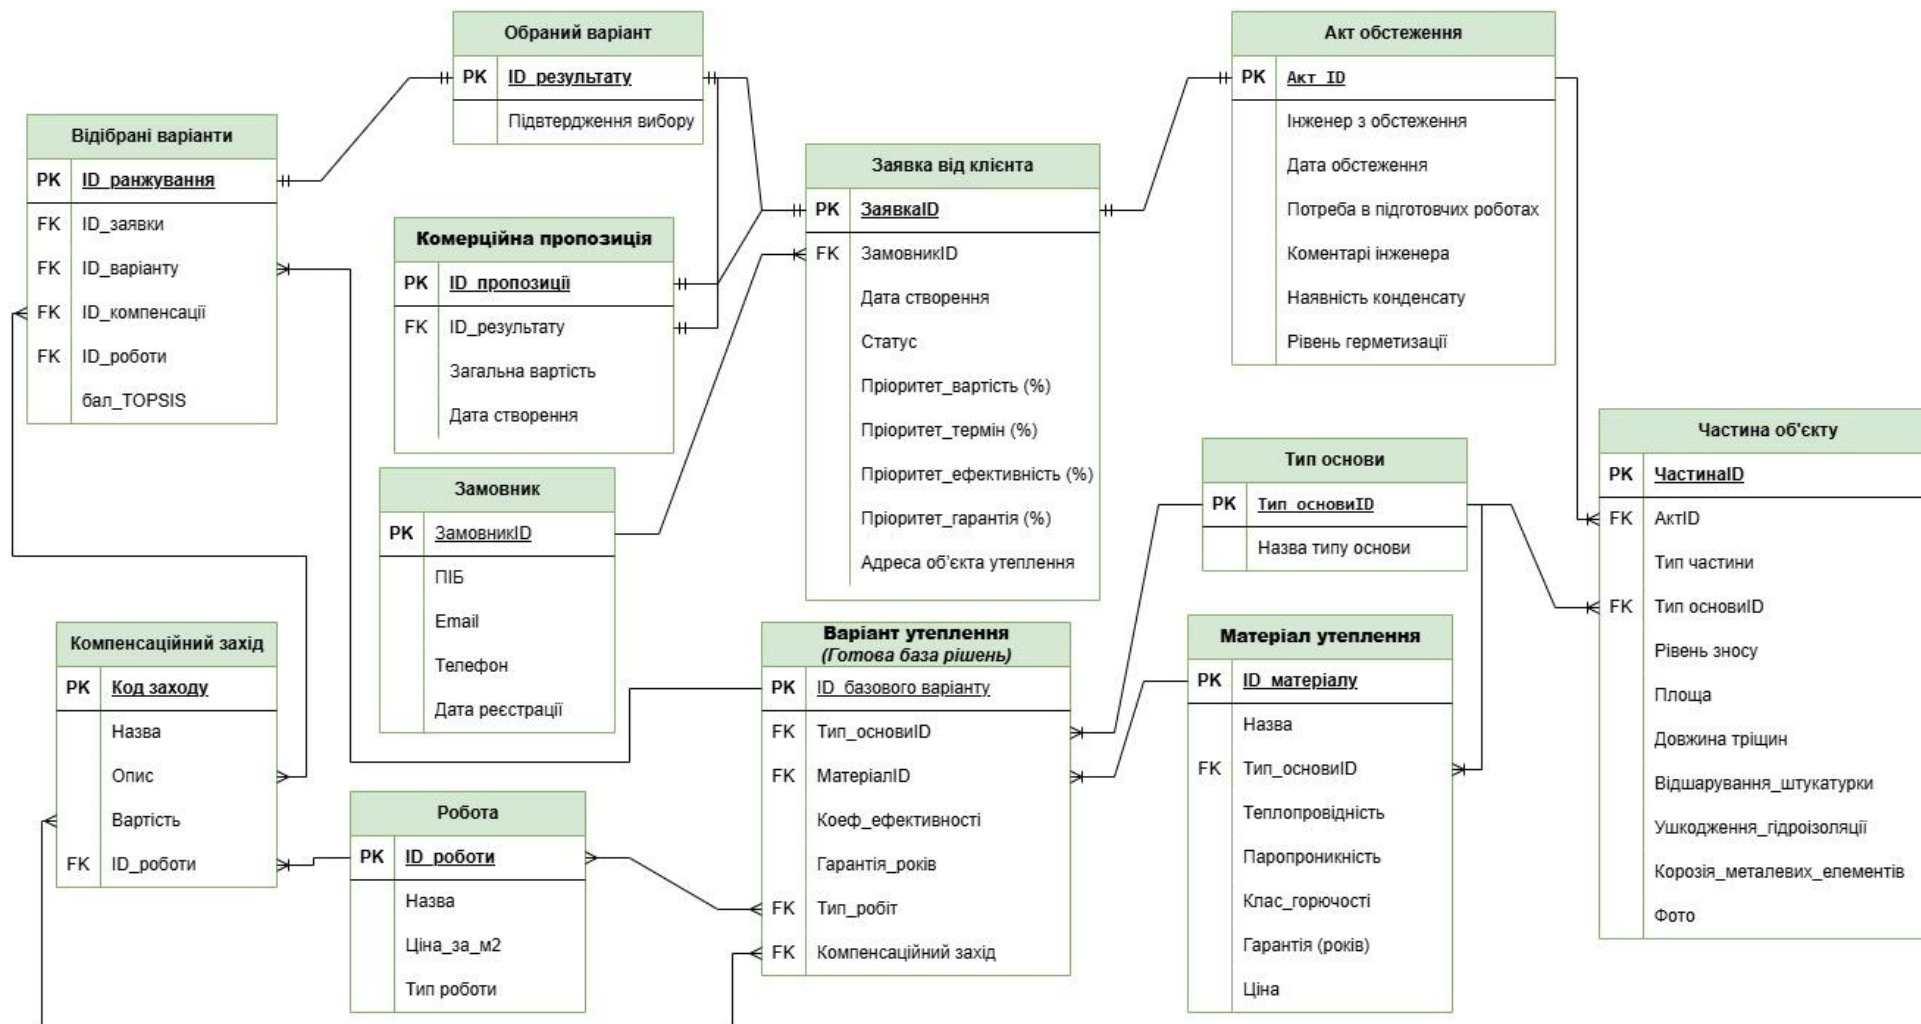 Обраний варіант
PK ID_результату
Підвтердження вибору
Акт обстеження
PK Акт_ID
Інженер з обстеження
Дата обстеження
Потреба в підготовчих роботах
Коментарі інженера
Наявність конденсату
Рівень герметизації
Відібрані варіанти
PK ID_ранжування
FK ID_заявки
FK ID_варіанту
FK ID_компенсації
FK ID_роботи
бал_TOPSIS
Заявка від клієнта
PK ЗаявкаID
FK ЗамовникID
Дата створення
Статус
Пріоритет_вартість (%)
Пріоритет_термін (%)
Пріоритет_ефективність (%)
Пріоритет_гарантія (%)
Адреса об'єкта утеплення
Комерційна пропозиція
PK ID_пропозиції
FK ID_результату
Загальна вартість
Дата створення
Замовник
PK ЗамовникID
ПІБ
Email
Телефон
Дата реєстрації
Тип основи
PK Тип_основиID
Назва типу основи
Частина об'єкту
PK ЧастинаID
FK АктID
Тип частини
FK Тип основиID
Рівень зносу
Площа
Довжина тріщин
Відшарування_штукатурки
Ушкодження_гідроізоляції
Корозія_металевих_елементів
Фото
Компенсаційний захід
PK Код заходу
Назва
Опис
Вартість
FK ID_роботи
Варіант утеплення
(Готова база рішень)
PK ID_базового варіанту
FK Тип_основиID
FK МатеріалID
Коеф_ефективності
Гарантія_років
FK Тип_робіт
FK Компенсаційний захід
Матеріал утеплення
PK ID_матеріалу
Назва
FK Тип_основиID
Теплопровідність
Паропроникність
Клас_горючості
Гарантія (років)
Ціна
Робота
PK ID_роботи
Назва
Ціна_за_м2
Тип роботи